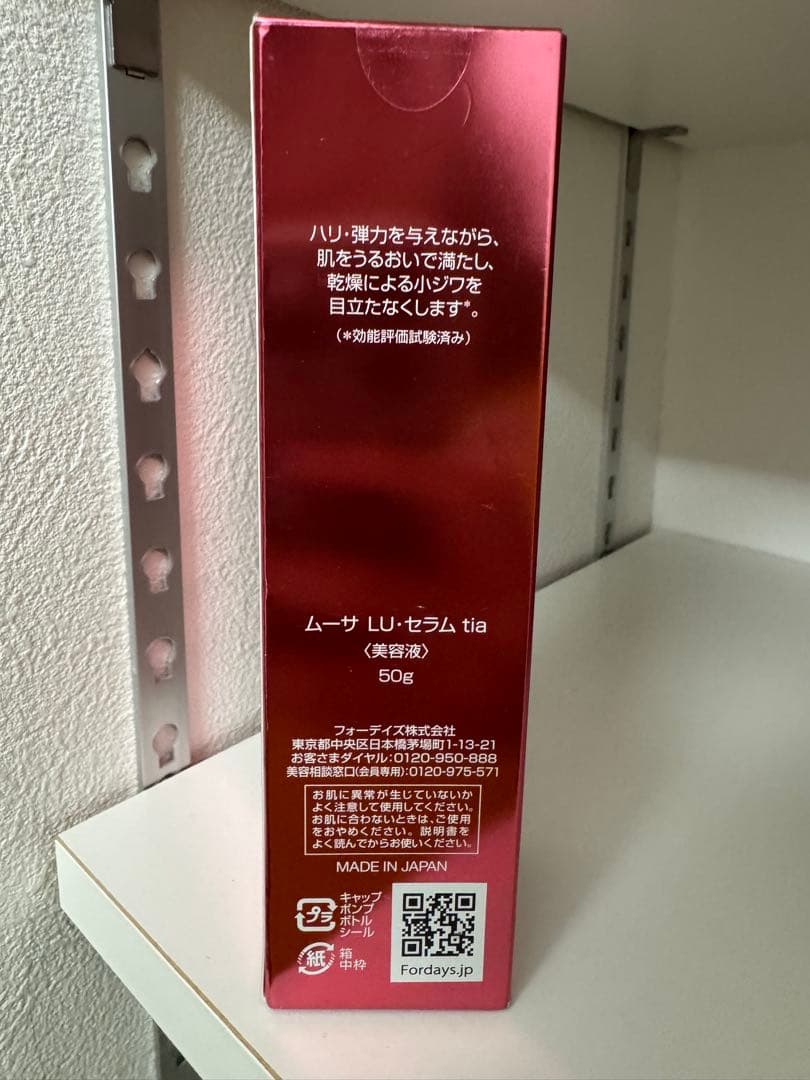 ハリ・弾力を与えながら、
肌をうるおいで満たし、
乾燥による小ジワを
目立たなくします*。
(*効能評価試験済み)
ムーサ LU・セラム tia
〈美容液〉
50g
フォーデイズ株式会社
東京都中央区日本橋茅場町1-13-21
お客さまダイヤル:0120-950-888
美容相談窓口(会員専用):0120-975-571
お肌に異常が生じていないか
よく注意して使用してください。
お肌に合わないときは、ご使用
をおやめください。説明書を
よく読んでからお使いください。
MADE IN JAPAN
プラ
キャップ
ポンプ
ボトル
シール
紙
箱
中枠
Fordays.jp